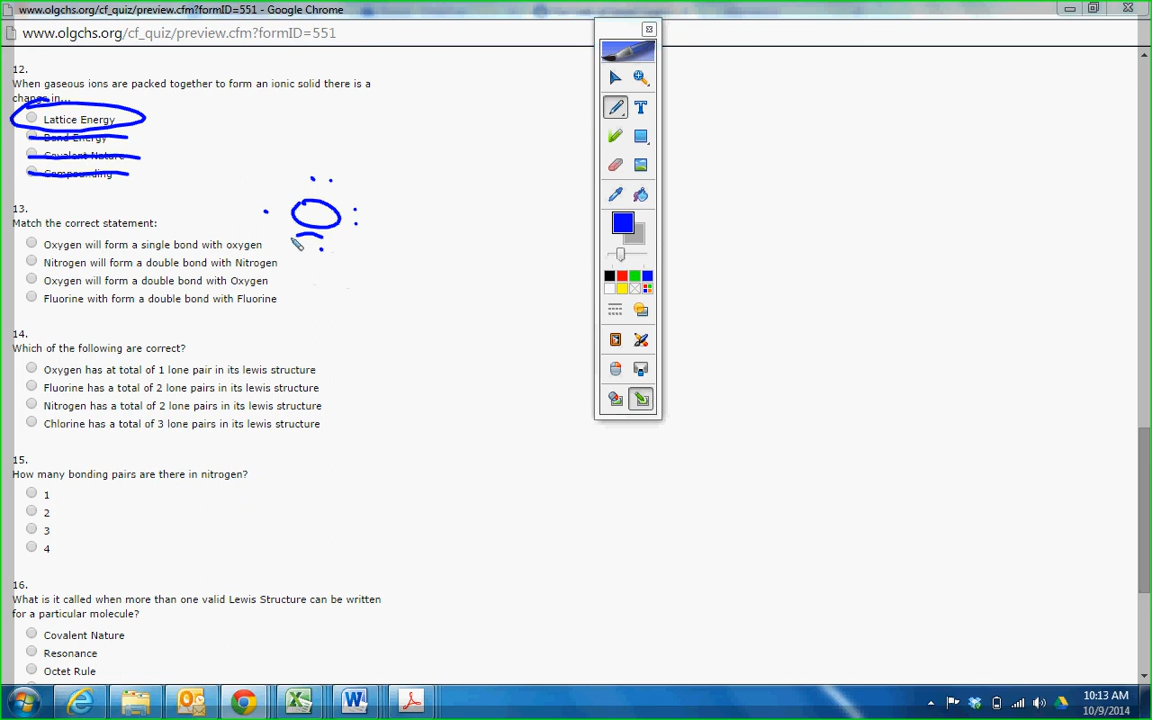 www.olgchs.org/cf_quiz/preview.cfm?formID=551 - Google Chrome
www.olgchs.org/cf_quiz/preview.cfm?formID=551
12.
When gaseous ions are packed together to form an ionic solid there is a
change in...
Lattice Energy
Bond Energy
Covalent Nature
Compounding
13.
Match the correct statement:
Oxygen will form a single bond with oxygen
Nitrogen will form a double bond with Nitrogen
Oxygen will form a double bond with Oxygen
Fluorine with form a double bond with Fluorine
14.
Which of the following are correct?
Oxygen has at total of 1 lone pair in its lewis structure
Fluorine has a total of 2 lone pairs in its lewis structure
Nitrogen has a total of 2 lone pairs in its lewis structure
Chlorine has a total of 3 lone pairs in its lewis structure
15.
How many bonding pairs are there in nitrogen?
1
2
3
4
16.
What is it called when more than one valid Lewis Structure can be written
for a particular molecule?
Covalent Nature
Resonance
Octet Rule
10:13 AM
10/9/2014